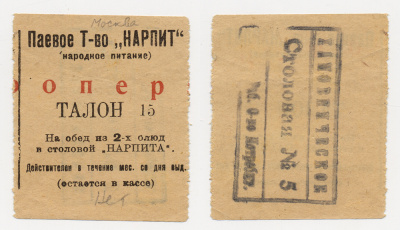 Москва
Паевое Т-во „НАРПИТ"
(народное питание)
опер
ТАЛОН 15
На обед из 2-х блюд
в столовой „НАРПИТА".
Действителен в течение мес. со дня выд.
(остается в кассе)
Нет
Столовая № 5